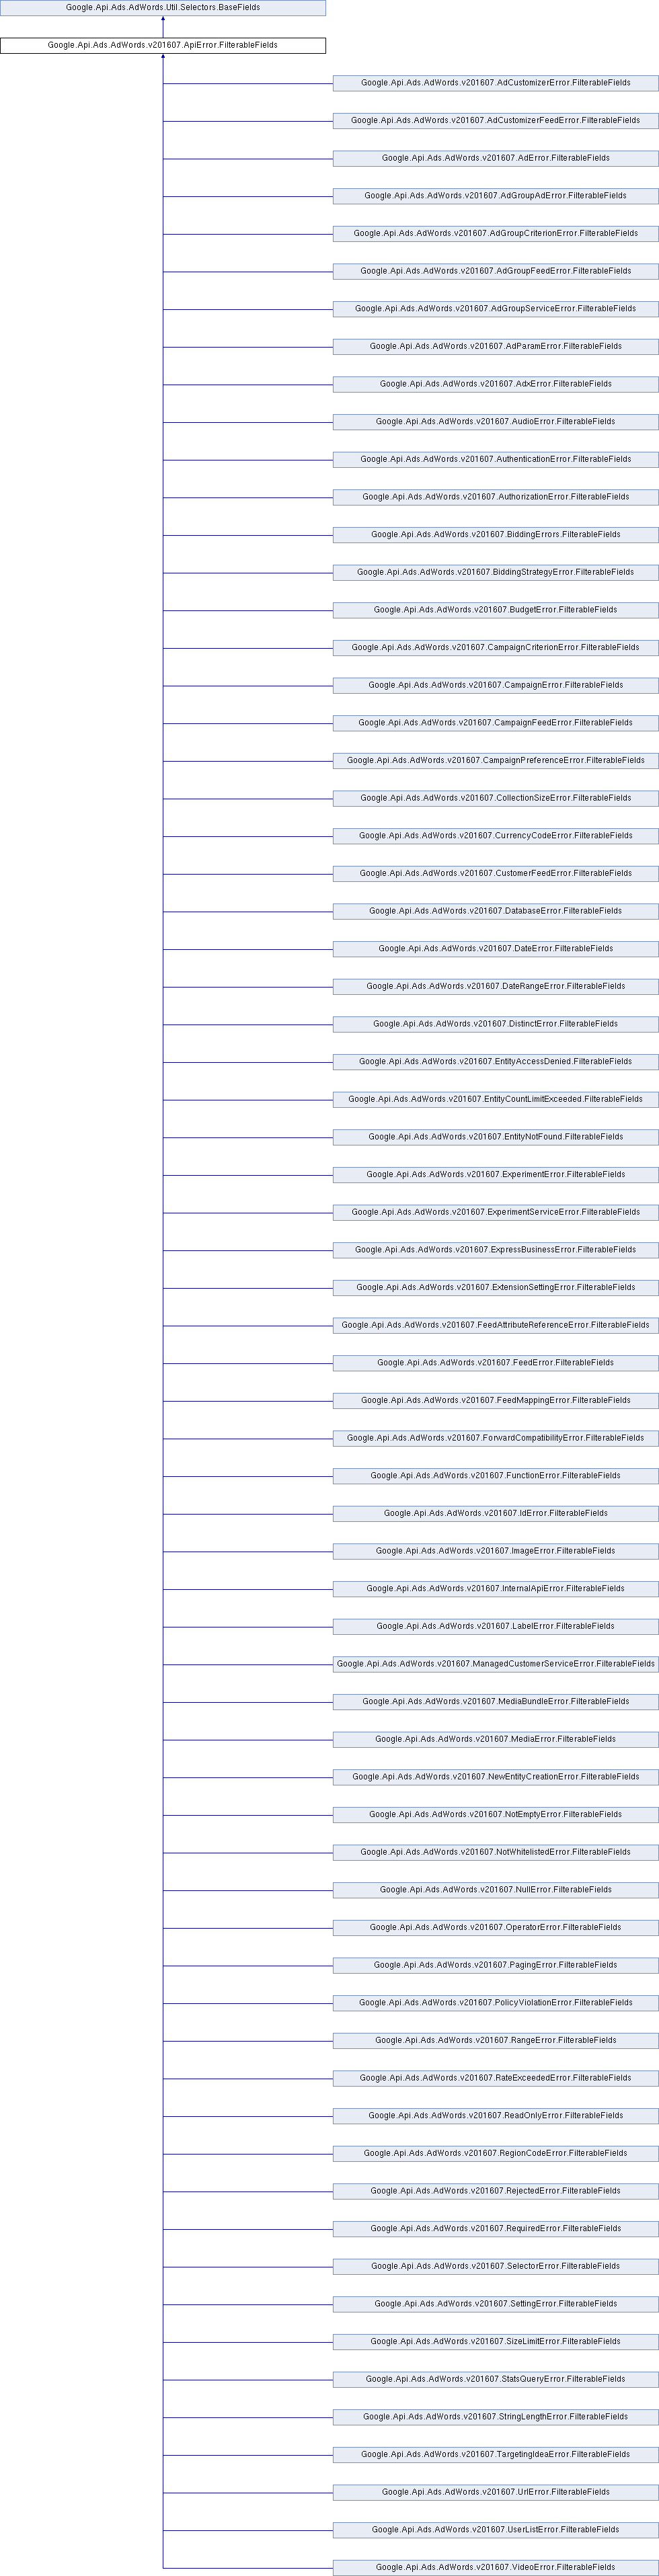 Google.Api.Ads.AdWords.Util.Selectors.BaseFields
Google.Api.Ads.AdWords.v201607.ApiError.FilterableFields
Google.Api.Ads.AdWords.v201607.AdCustomizerError.FilterableFields
Google.Api.Ads.AdWords.v201607.AdCustomizerFeedError.FilterableFields
Google.Api.Ads.AdWords.v201607.AdError.FilterableFields
Google.Api.Ads.AdWords.v201607.AdGroupAdError.FilterableFields
Google.Api.Ads.AdWords.v201607.AdGroupCriterionError.FilterableFields
Google.Api.Ads.AdWords.v201607.AdGroupFeedError.FilterableFields
Google.Api.Ads.AdWords.v201607.AdGroupServiceError.FilterableFields
Google.Api.Ads.AdWords.v201607.AdParamError.FilterableFields
Google.Api.Ads.AdWords.v201607.AdxError.FilterableFields
Google.Api.Ads.AdWords.v201607.AudioError.FilterableFields
Google.Api.Ads.AdWords.v201607.AuthenticationError.FilterableFields
Google.Api.Ads.AdWords.v201607.AuthorizationError.FilterableFields
Google.Api.Ads.AdWords.v201607.BiddingErrors.FilterableFields
Google.Api.Ads.AdWords.v201607.BiddingStrategyError.FilterableFields
Google.Api.Ads.AdWords.v201607.BudgetError.FilterableFields
Google.Api.Ads.AdWords.v201607.CampaignCriterionError.FilterableFields
Google.Api.Ads.AdWords.v201607.CampaignError.FilterableFields
Google.Api.Ads.AdWords.v201607.CampaignFeedError.FilterableFields
Google.Api.Ads.AdWords.v201607.CampaignPreferenceError.FilterableFields
Google.Api.Ads.AdWords.v201607.CollectionSizeError.FilterableFields
Google.Api.Ads.AdWords.v201607.CurrencyCodeError.FilterableFields
Google.Api.Ads.AdWords.v201607.CustomerFeedError.FilterableFields
Google.Api.Ads.AdWords.v201607.DatabaseError.FilterableFields
Google.Api.Ads.AdWords.v201607.DateError.FilterableFields
Google.Api.Ads.AdWords.v201607.DateRangeError.FilterableFields
Google.Api.Ads.AdWords.v201607.DistinctError.FilterableFields
Google.Api.Ads.AdWords.v201607.EntityAccessDenied.FilterableFields
Google.Api.Ads.AdWords.v201607.EntityCountLimitExceeded.FilterableFields
Google.Api.Ads.AdWords.v201607.EntityNotFound.FilterableFields
Google.Api.Ads.AdWords.v201607.ExperimentError.FilterableFields
Google.Api.Ads.AdWords.v201607.ExperimentServiceError.FilterableFields
Google.Api.Ads.AdWords.v201607.ExpressBusinessError.FilterableFields
Google.Api.Ads.AdWords.v201607.ExtensionSettingError.FilterableFields
Google.Api.Ads.AdWords.v201607.FeedAttributeReferenceError.FilterableFields
Google.Api.Ads.AdWords.v201607.FeedError.FilterableFields
Google.Api.Ads.AdWords.v201607.FeedMappingError.FilterableFields
Google.Api.Ads.AdWords.v201607.ForwardCompatibilityError.FilterableFields
Google.Api.Ads.AdWords.v201607.FunctionError.FilterableFields
Google.Api.Ads.AdWords.v201607.IdError.FilterableFields
Google.Api.Ads.AdWords.v201607.ImageError.FilterableFields
Google.Api.Ads.AdWords.v201607.InternalApiError.FilterableFields
Google.Api.Ads.AdWords.v201607.LabelError.FilterableFields
Google.Api.Ads.AdWords.v201607.ManagedCustomerServiceError.FilterableFields
Google.Api.Ads.AdWords.v201607.MediaBundleError.FilterableFields
Google.Api.Ads.AdWords.v201607.MediaError.FilterableFields
Google.Api.Ads.AdWords.v201607.NewEntityCreationError.FilterableFields
Google.Api.Ads.AdWords.v201607.NotEmptyError.FilterableFields
Google.Api.Ads.AdWords.v201607.NotWhitelistedError.FilterableFields
Google.Api.Ads.AdWords.v201607.NullError.FilterableFields
Google.Api.Ads.AdWords.v201607.OperatorError.FilterableFields
Google.Api.Ads.AdWords.v201607.PagingError.FilterableFields
Google.Api.Ads.AdWords.v201607.PolicyViolationError.FilterableFields
Google.Api.Ads.AdWords.v201607.RangeError.FilterableFields
Google.Api.Ads.AdWords.v201607.RateExceededError.FilterableFields
Google.Api.Ads.AdWords.v201607.ReadOnlyError.FilterableFields
Google.Api.Ads.AdWords.v201607.RegionCodeError.FilterableFields
Google.Api.Ads.AdWords.v201607.RejectedError.FilterableFields
Google.Api.Ads.AdWords.v201607.RequiredError.FilterableFields
Google.Api.Ads.AdWords.v201607.SelectorError.FilterableFields
Google.Api.Ads.AdWords.v201607.SettingError.FilterableFields
Google.Api.Ads.AdWords.v201607.SizeLimitError.FilterableFields
Google.Api.Ads.AdWords.v201607.StatsQueryError.FilterableFields
Google.Api.Ads.AdWords.v201607.StringLengthError.FilterableFields
Google.Api.Ads.AdWords.v201607.TargetingIdeaError.FilterableFields
Google.Api.Ads.AdWords.v201607.UrlError.FilterableFields
Google.Api.Ads.AdWords.v201607.UserListError.FilterableFields
Google.Api.Ads.AdWords.v201607.VideoError.FilterableFields